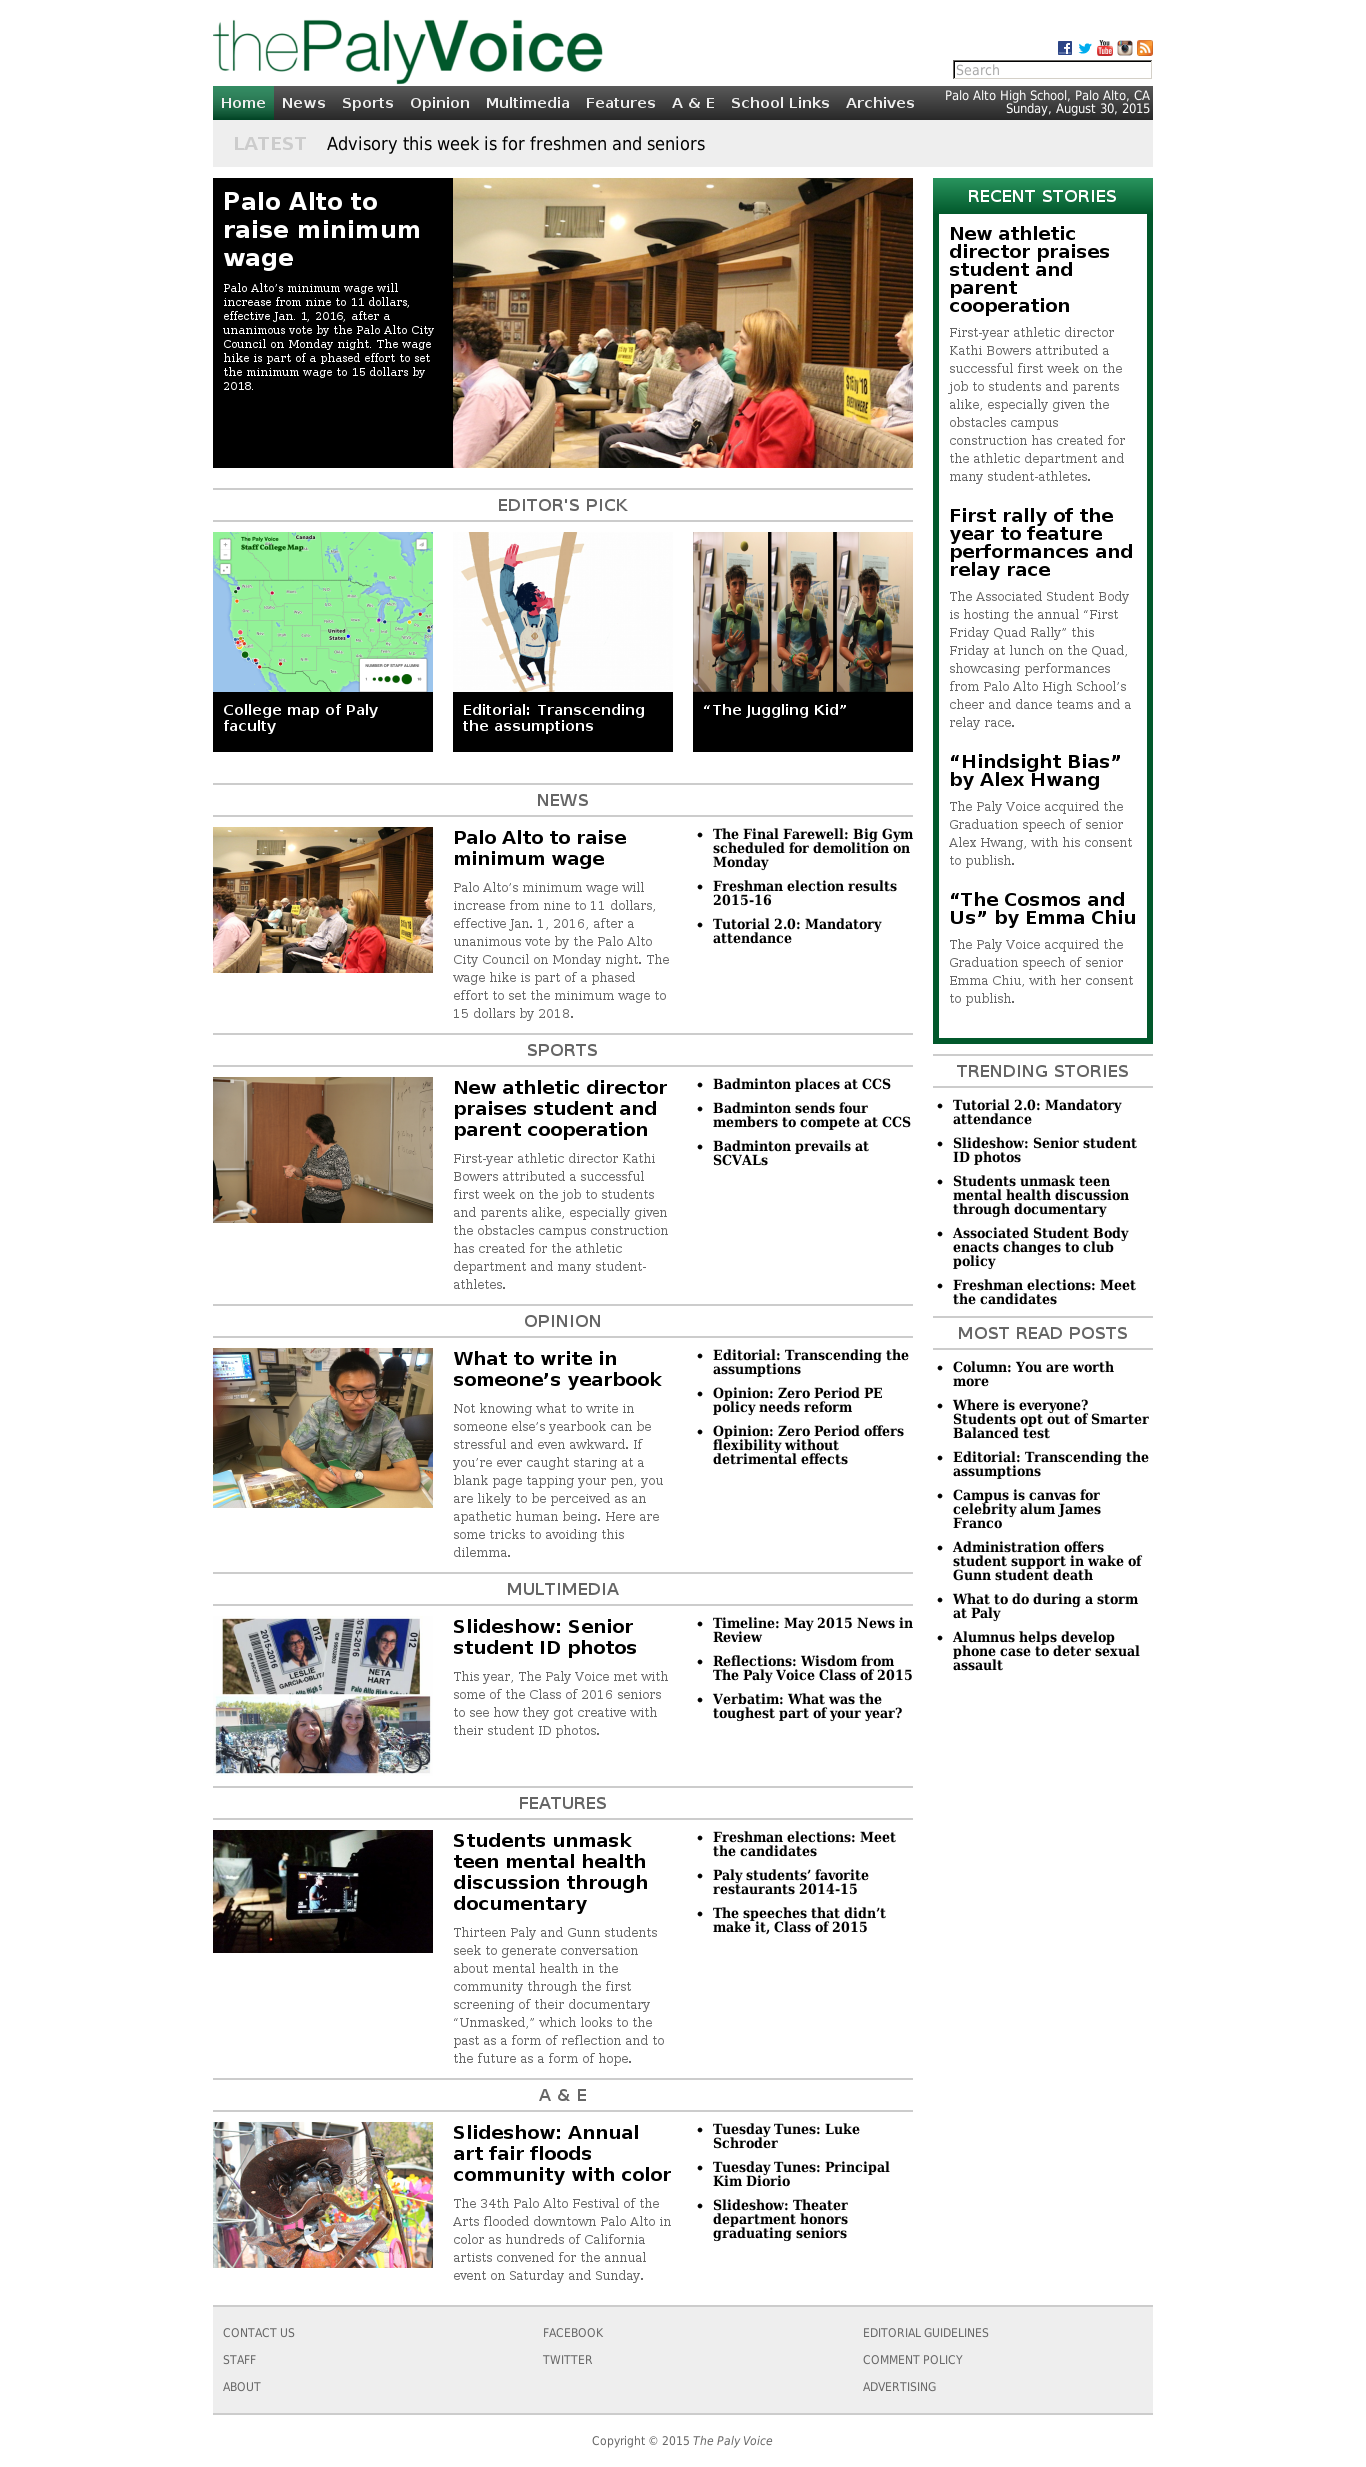 thePalyVoice
Search
Home News Sports Opinion Multimedia Features A & E School Links Archives
Palo Alto High School, Palo Alto, CA
Sunday, August 30, 2015
LATEST Advisory this week is for freshmen and seniors
Palo Alto to
raise minimum
wage
Palo Alto’s minimum wage will
increase from nine to 11 dollars,
effective Jan. 1, 2016, after a
unanimous vote by the Palo Alto City
Council on Monday night. The wage
hike is part of a phased effort to set
the minimum wage to 15 dollars by
2018.
EDITOR'S PICK
The Paly Voice
Staff College Map
Canada
United
States
NUMBER OF STAFF ALUMNI
College map of Paly
faculty
Editorial: Transcending
the assumptions
“The Juggling Kid”
NEWS
Palo Alto to raise
minimum wage
Palo Alto’s minimum wage will
increase from nine to 11 dollars,
effective Jan. 1, 2016, after a
unanimous vote by the Palo Alto
City Council on Monday night. The
wage hike is part of a phased
effort to set the minimum wage to
15 dollars by 2018.
• The Final Farewell: Big Gym
scheduled for demolition on
Monday
• Freshman election results
2015-16
• Tutorial 2.0: Mandatory
attendance
SPORTS
New athletic director
praises student and
parent cooperation
First-year athletic director Kathi
Bowers attributed a successful
first week on the job to students
and parents alike, especially given
the obstacles campus construction
has created for the athletic
department and many student-
athletes.
• Badminton places at CCS
• Badminton sends four
members to compete at CCS
• Badminton prevails at
SCVALs
OPINION
What to write in
someone’s yearbook
Not knowing what to write in
someone else’s yearbook can be
stressful and even awkward. If
you’re ever caught staring at a
blank page tapping your pen, you
are likely to be perceived as an
apathetic human being. Here are
some tricks to avoiding this
dilemma.
• Editorial: Transcending the
assumptions
• Opinion: Zero Period PE
policy needs reform
• Opinion: Zero Period offers
flexibility without
detrimental effects
MULTIMEDIA
2015-2016
012
LESLIE
GARCIA-OBLIT
2015-2016
012
NETA
HART
Palo Alto High S
Slideshow: Senior
student ID photos
This year, The Paly Voice met with
some of the Class of 2016 seniors
to see how they got creative with
their student ID photos.
• Timeline: May 2015 News in
Review
• Reflections: Wisdom from
The Paly Voice Class of 2015
• Verbatim: What was the
toughest part of your year?
FEATURES
Students unmask
teen mental health
discussion through
documentary
Thirteen Paly and Gunn students
seek to generate conversation
about mental health in the
community through the first
screening of their documentary
“Unmasked,” which looks to the
past as a form of reflection and to
the future as a form of hope.
• Freshman elections: Meet
the candidates
• Paly students’ favorite
restaurants 2014-15
• The speeches that didn’t
make it, Class of 2015
A & E
Slideshow: Annual
art fair floods
community with color
The 34th Palo Alto Festival of the
Arts flooded downtown Palo Alto in
color as hundreds of California
artists convened for the annual
event on Saturday and Sunday.
• Tuesday Tunes: Luke
Schroder
• Tuesday Tunes: Principal
Kim Diorio
• Slideshow: Theater
department honors
graduating seniors
RECENT STORIES
New athletic
director praises
student and
parent
cooperation
First-year athletic director
Kathi Bowers attributed a
successful first week on the
job to students and parents
alike, especially given the
obstacles campus
construction has created for
the athletic department and
many student-athletes.
First rally of the
year to feature
performances and
relay race
The Associated Student Body
is hosting the annual “First
Friday Quad Rally” this
Friday at lunch on the Quad,
showcasing performances
from Palo Alto High School’s
cheer and dance teams and a
relay race.
“Hindsight Bias”
by Alex Hwang
The Paly Voice acquired the
Graduation speech of senior
Alex Hwang, with his consent
to publish.
“The Cosmos and
Us” by Emma Chiu
The Paly Voice acquired the
Graduation speech of senior
Emma Chiu, with her consent
to publish.
TRENDING STORIES
• Tutorial 2.0: Mandatory
attendance
• Slideshow: Senior student
ID photos
• Students unmask teen
mental health discussion
through documentary
• Associated Student Body
enacts changes to club
policy
• Freshman elections: Meet
the candidates
MOST READ POSTS
• Column: You are worth
more
• Where is everyone?
Students opt out of Smarter
Balanced test
• Editorial: Transcending the
assumptions
• Campus is canvas for
celebrity alum James
Franco
• Administration offers
student support in wake of
Gunn student death
• What to do during a storm
at Paly
• Alumnus helps develop
phone case to deter sexual
assault
CONTACT US
STAFF
ABOUT
FACEBOOK
TWITTER
EDITORIAL GUIDELINES
COMMENT POLICY
ADVERTISING
Copyright © 2015 The Paly Voice